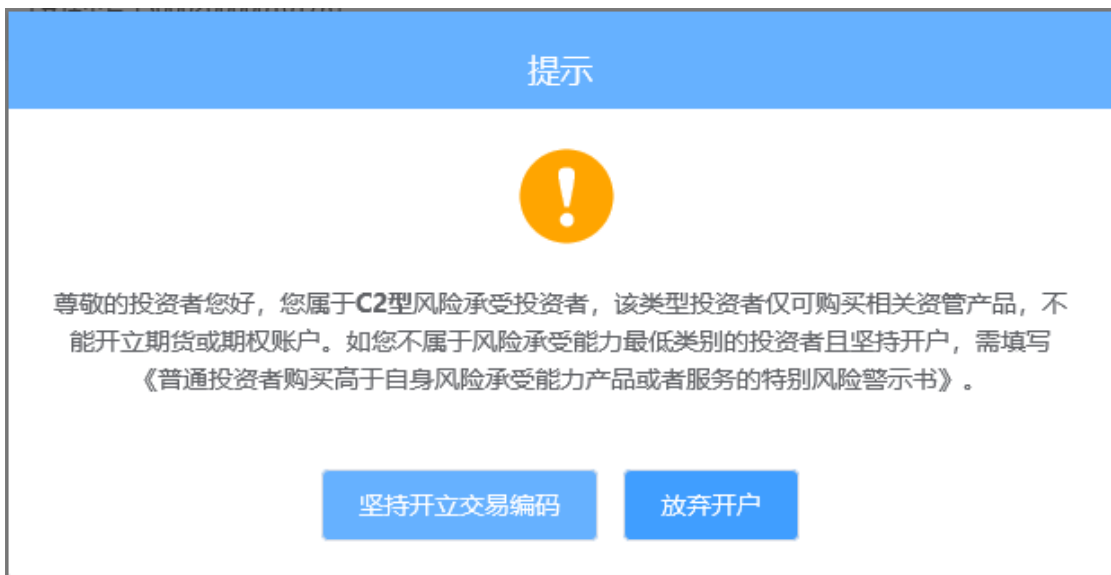 提示
尊敬的投资者您好，您属于C2型风险承受投资者，该类型投资者仅可购买相关资管产品，不
能开立期货或期权账户。如您不属于风险承受能力最低类别的投资者且坚持开户，需填写
《普通投资者购买高于自身风险承受能力产品或者服务的特别风险警示书》。
坚持开立交易编码
放弃开户